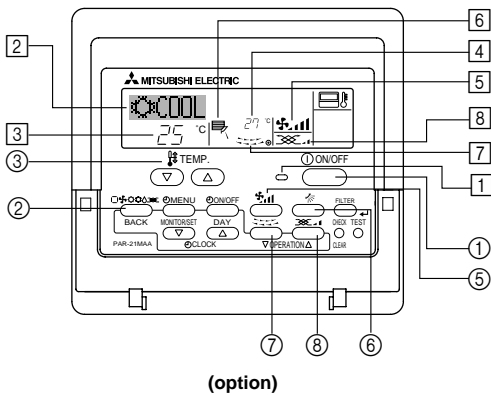 6
4
2
5
MITSUBISHI ELECTRIC
COOL
27 °C
8
3
25 °C
7
③
TEMP.
ⓘ ON/OFF
1
②
MENU
ON/OFF
FILTER
BACK
MONITOR/SET
DAY
CHECK TEST
PAR-21MAA
CLOCK
▽OPERATION△
CLEAR
①
⑤
⑦
⑧
⑥
(option)